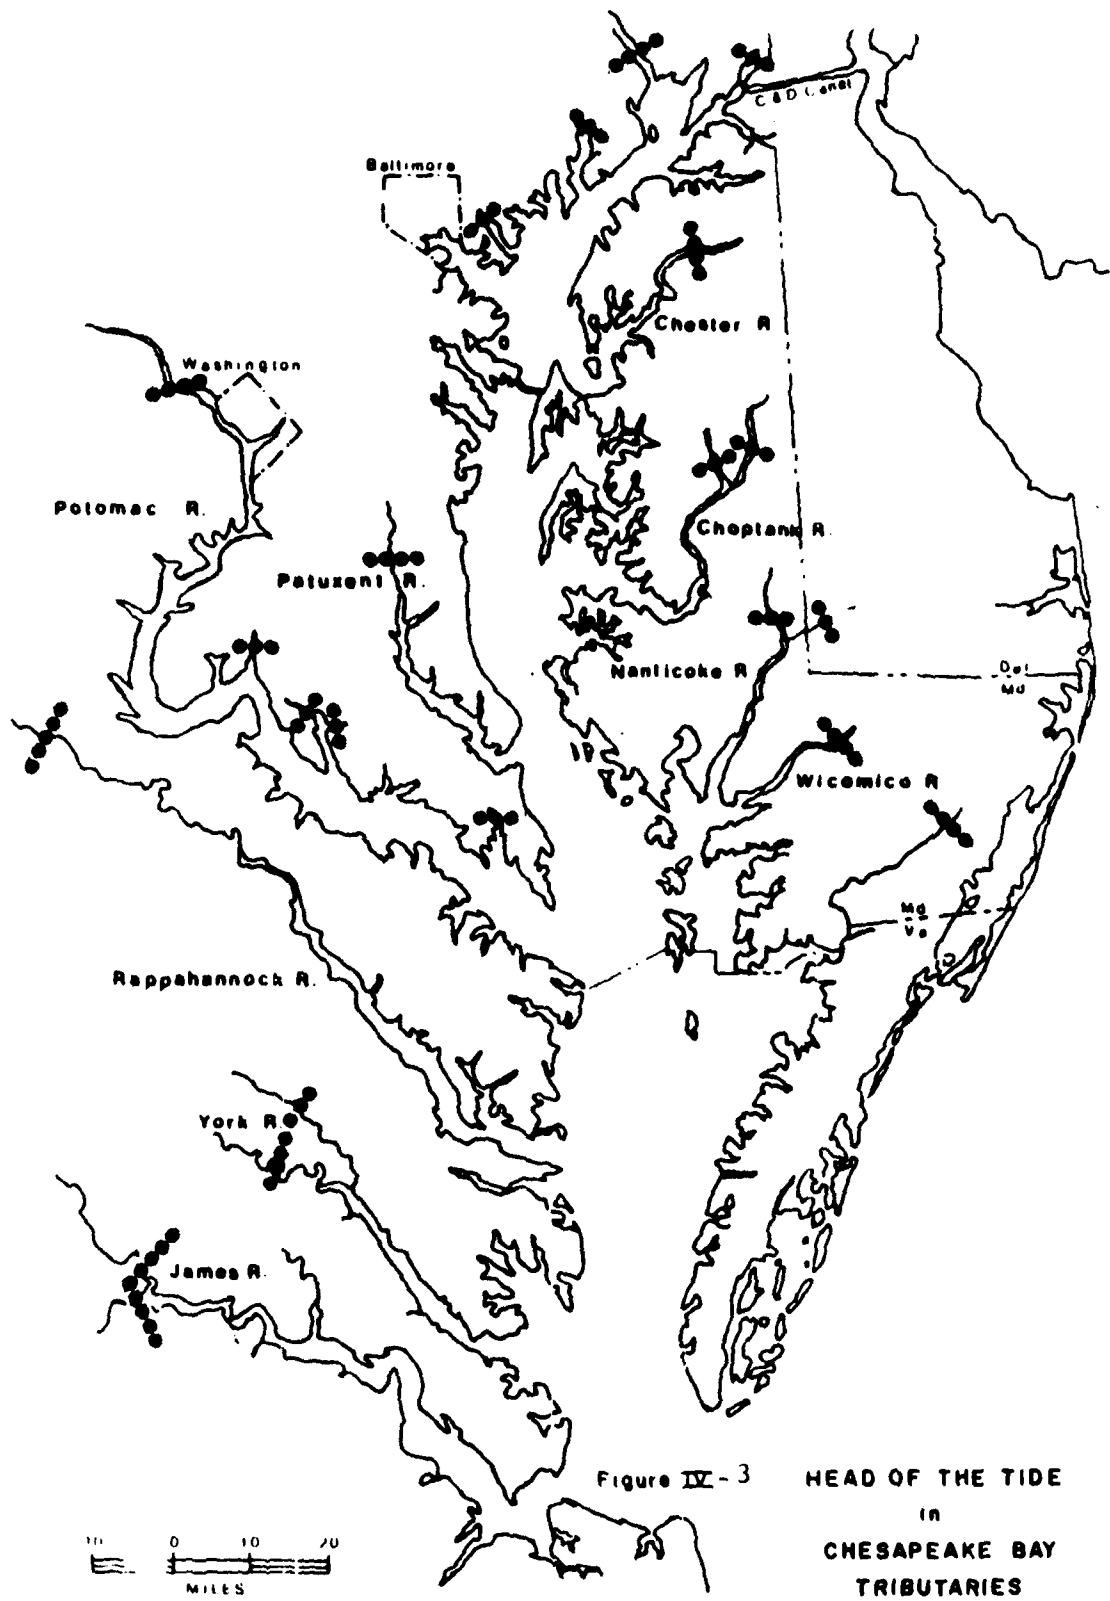 C & D Canal
Baltimore
Chester R
Washington
Potomac R.
Choptank R.
Patuxent R.
Nanticoke R
Del
Md
Wicomico R
Md
Va
Rappahannock R.
York R.
James R.
Figure IV-3
HEAD OF THE TIDE
in
CHESAPEAKE BAY
TRIBUTARIES
10 0 10 20
MILES